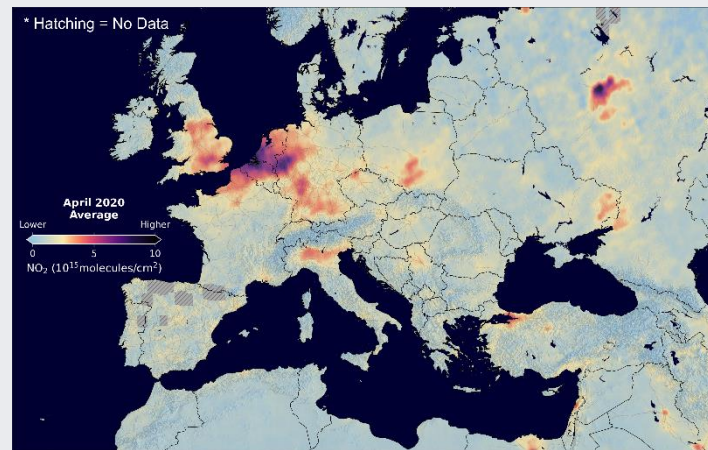 * Hatching = No Data
April 2020
Average
Lower Higher
0 5 10
NO₂ (10¹⁵molecules/cm²)